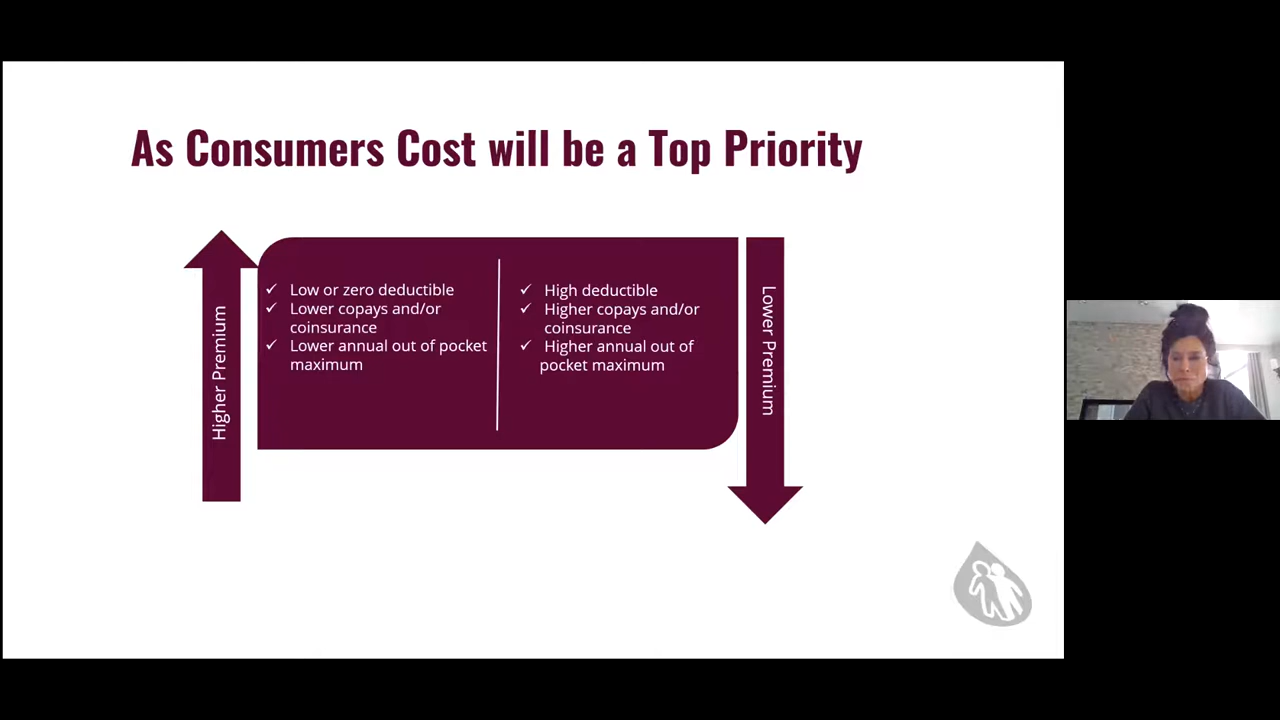 As Consumers Cost will be a Top Priority
Higher Premium
✓ Low or zero deductible
✓ Lower copays and/or
coinsurance
✓ Lower annual out of pocket
maximum
✓ High deductible
✓ Higher copays and/or
coinsurance
✓ Higher annual out of
pocket maximum
Lower Premium